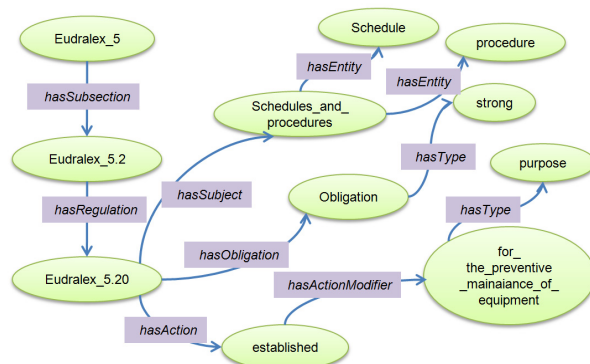 Eudralex_5
Schedule
procedure
hasEntity
hasEntity
hasSubsection
Schedules_and_
procedures
strong
Eudralex_5.2
hasType
purpose
hasRegulation
hasSubject
Obligation
hasType
Eudralex_5.20
hasObligation
for_
the_preventive
_mainaiance_of_
equipment
hasActionModifier
hasAction
established